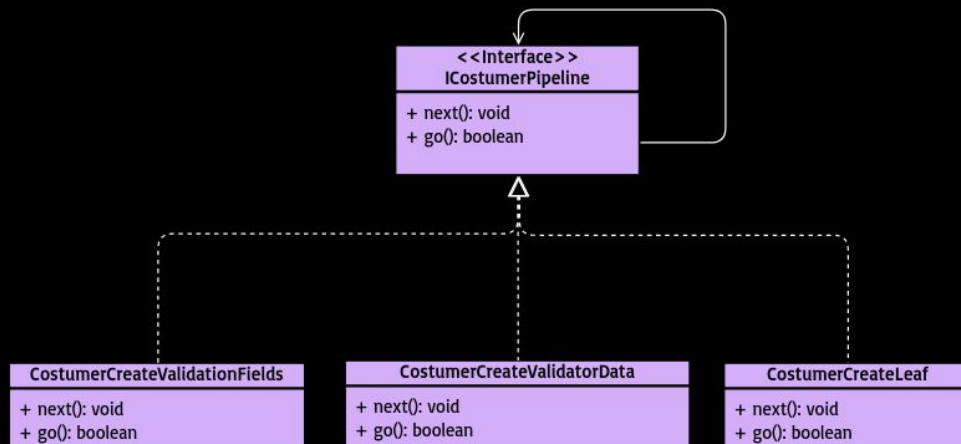 <<Interface>>
ICostumerPipeline
+ next(): void
+ go(): boolean
CostumerCreateValidationFields
+ next(): void
+ go(): boolean
CostumerCreateValidatorData
+ next(): void
+ go(): boolean
CostumerCreateLeaf
+ next(): void
+ go(): boolean